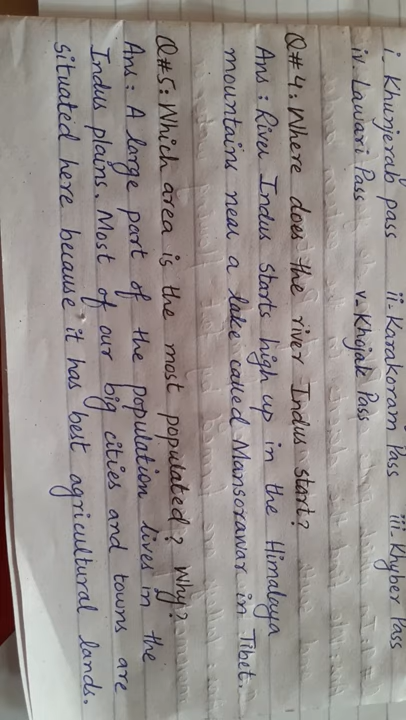 i. Khunjerab pass ii. Karakoram Pass iii. Khyber Pass
iv. Lawari Pass v. Khojak Pass
Q#4: Where does the river Indus start?
Ans: River Indus starts high up in the Himalaya
mountains near a lake called Mansorawar in Tibet.
Q#5: Which area is the most populated? Why?
Ans: A large part of the population lives in the
Indus plains. Most of our big cities and towns are
situated here because it has best agricultural lands.